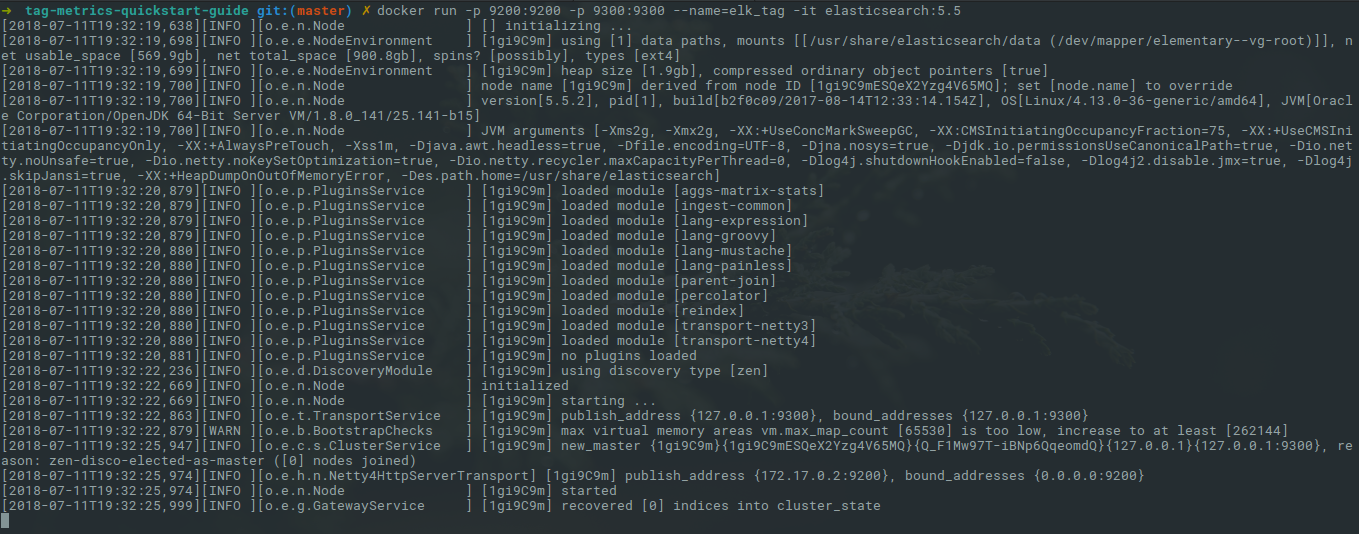 ➜  tag-metrics-quickstart-guide git:(master) ✗ docker run -p 9200:9200 -p 9300:9300 --name=elk_tag -it elasticsearch:5.5
[2018-07-11T19:32:19,638][INFO ][o.e.n.Node               ] [] initializing ...
[2018-07-11T19:32:19,698][INFO ][o.e.e.NodeEnvironment    ] [1gi9C9m] using [1] data paths, mounts [[/usr/share/elasticsearch/data (/dev/mapper/elementary--vg-root)]], n
et usable_space [569.9gb], net total_space [900.8gb], spins? [possibly], types [ext4]
[2018-07-11T19:32:19,699][INFO ][o.e.e.NodeEnvironment    ] [1gi9C9m] heap size [1.9gb], compressed ordinary object pointers [true]
[2018-07-11T19:32:19,700][INFO ][o.e.n.Node               ] node name [1gi9C9m] derived from node ID [1gi9C9mESQeX2Yzg4V65MQ]; set [node.name] to override
[2018-07-11T19:32:19,700][INFO ][o.e.n.Node               ] version[5.5.2], pid[1], build[b2f0c09/2017-08-14T12:33:14.154Z], OS[Linux/4.13.0-36-generic/amd64], JVM[Oracl
e Corporation/OpenJDK 64-Bit Server VM/1.8.0_141/25.141-b15]
[2018-07-11T19:32:19,700][INFO ][o.e.n.Node               ] JVM arguments [-Xms2g, -Xmx2g, -XX:+UseConcMarkSweepGC, -XX:CMSInitiatingOccupancyFraction=75, -XX:+UseCMSIni
tiatingOccupancyOnly, -XX:+AlwaysPreTouch, -Xss1m, -Djava.awt.headless=true, -Dfile.encoding=UTF-8, -Djna.nosys=true, -Djdk.io.permissionsUseCanonicalPath=true, -Dio.net
ty.noUnsafe=true, -Dio.netty.noKeySetOptimization=true, -Dio.netty.recycler.maxCapacityPerThread=0, -Dlog4j.shutdownHookEnabled=false, -Dlog4j2.disable.jmx=true, -Dlog4j
.skipJansi=true, -XX:+HeapDumpOnOutOfMemoryError, -Des.path.home=/usr/share/elasticsearch]
[2018-07-11T19:32:20,879][INFO ][o.e.p.PluginsService     ] [1gi9C9m] loaded module [aggs-matrix-stats]
[2018-07-11T19:32:20,879][INFO ][o.e.p.PluginsService     ] [1gi9C9m] loaded module [ingest-common]
[2018-07-11T19:32:20,879][INFO ][o.e.p.PluginsService     ] [1gi9C9m] loaded module [lang-expression]
[2018-07-11T19:32:20,879][INFO ][o.e.p.PluginsService     ] [1gi9C9m] loaded module [lang-groovy]
[2018-07-11T19:32:20,880][INFO ][o.e.p.PluginsService     ] [1gi9C9m] loaded module [lang-mustache]
[2018-07-11T19:32:20,880][INFO ][o.e.p.PluginsService     ] [1gi9C9m] loaded module [lang-painless]
[2018-07-11T19:32:20,880][INFO ][o.e.p.PluginsService     ] [1gi9C9m] loaded module [parent-join]
[2018-07-11T19:32:20,880][INFO ][o.e.p.PluginsService     ] [1gi9C9m] loaded module [percolator]
[2018-07-11T19:32:20,880][INFO ][o.e.p.PluginsService     ] [1gi9C9m] loaded module [reindex]
[2018-07-11T19:32:20,880][INFO ][o.e.p.PluginsService     ] [1gi9C9m] loaded module [transport-netty3]
[2018-07-11T19:32:20,880][INFO ][o.e.p.PluginsService     ] [1gi9C9m] loaded module [transport-netty4]
[2018-07-11T19:32:20,881][INFO ][o.e.p.PluginsService     ] [1gi9C9m] no plugins loaded
[2018-07-11T19:32:22,236][INFO ][o.e.d.DiscoveryModule    ] [1gi9C9m] using discovery type [zen]
[2018-07-11T19:32:22,669][INFO ][o.e.n.Node               ] initialized
[2018-07-11T19:32:22,669][INFO ][o.e.n.Node               ] [1gi9C9m] starting ...
[2018-07-11T19:32:22,863][INFO ][o.e.t.TransportService   ] [1gi9C9m] publish_address {127.0.0.1:9300}, bound_addresses {127.0.0.1:9300}
[2018-07-11T19:32:22,879][WARN ][o.e.b.BootstrapChecks    ] [1gi9C9m] max virtual memory areas vm.max_map_count [65530] is too low, increase to at least [262144]
[2018-07-11T19:32:25,947][INFO ][o.e.c.s.ClusterService   ] [1gi9C9m] new_master {1gi9C9m}{1gi9C9mESQeX2Yzg4V65MQ}{Q_F1Mw97T-iBNp6QqeomdQ}{127.0.0.1}{127.0.0.1:9300}, re
ason: zen-disco-elected-as-master ([0] nodes joined)
[2018-07-11T19:32:25,974][INFO ][o.e.h.n.Netty4HttpServerTransport] [1gi9C9m] publish_address {172.17.0.2:9200}, bound_addresses {0.0.0.0:9200}
[2018-07-11T19:32:25,974][INFO ][o.e.n.Node               ] [1gi9C9m] started
[2018-07-11T19:32:25,999][INFO ][o.e.g.GatewayService     ] [1gi9C9m] recovered [0] indices into cluster_state